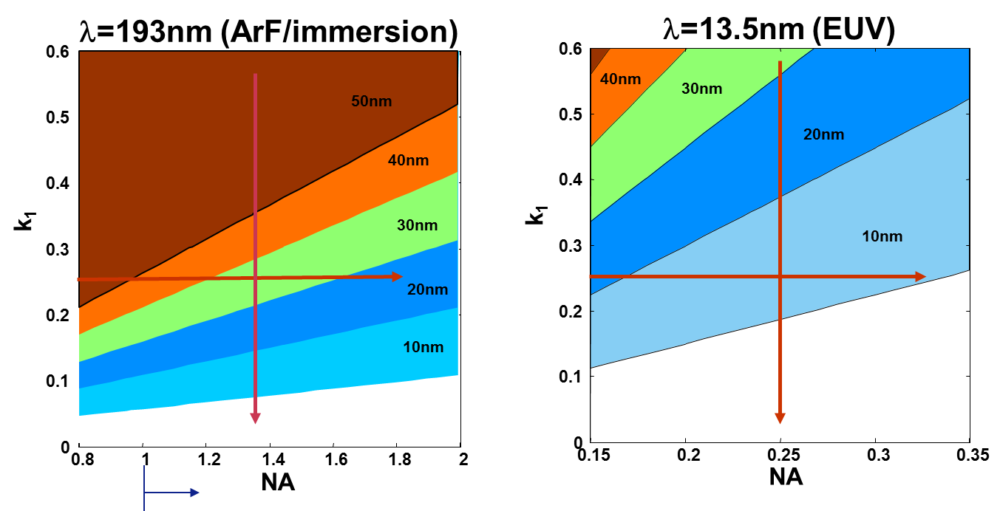 λ=193nm (ArF/immersion)
0.6
0.5
0.4
0.3
0.2
0.1
0
k1
50nm
40nm
30nm
20nm
10nm
0.8
1
1.2
1.4
1.6
1.8
2
NA
λ=13.5nm (EUV)
0.6
0.5
0.4
0.3
0.2
0.1
0
k1
40nm
30nm
20nm
10nm
0.15
0.2
0.25
0.3
0.35
NA